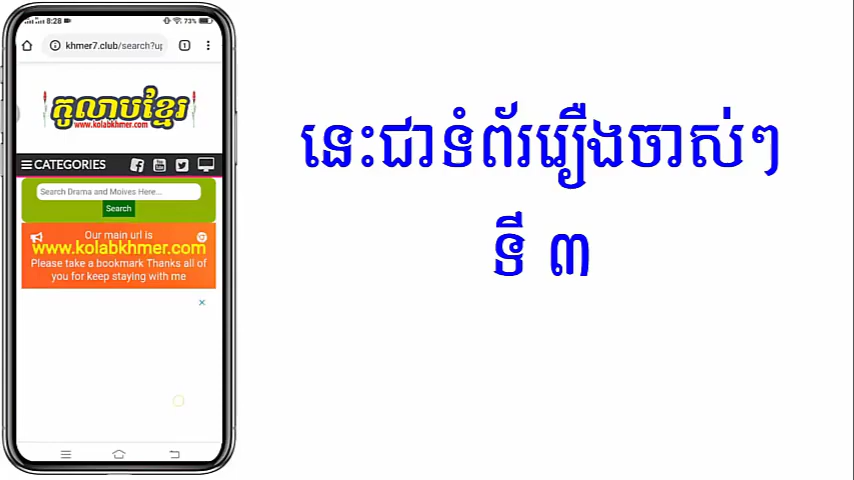 8:28
73%
khmer7.club/search?up
1
កូលាបខ្មែរ
www.kolabkhmer.com
CATEGORIES
Search Drama and Moives Here...
Search
Our main url is
www.kolabkhmer.com
Please take a bookmark Thanks all of
you for keep staying with me
នេះជាទំព័ររឿងចាស់ៗ
ទី ៣